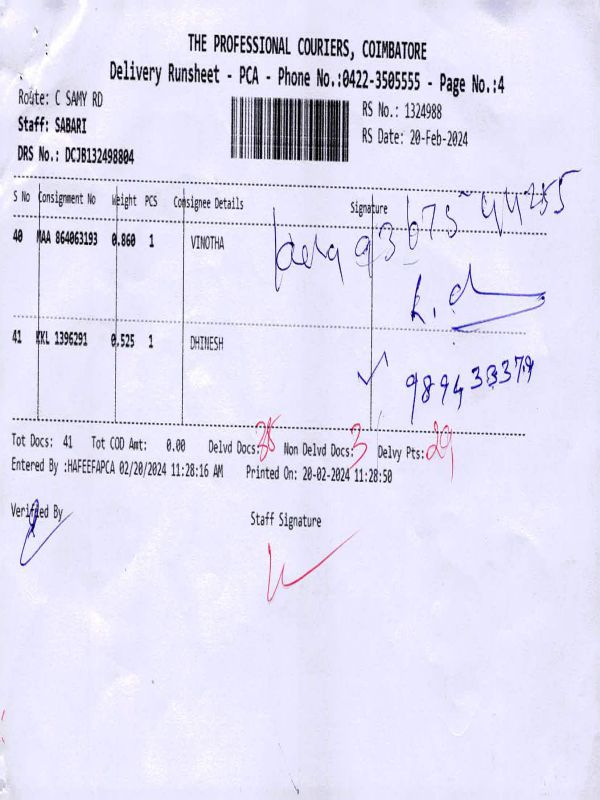 THE PROFESSIONAL COURIERS, COIMBATORE
Delivery Runsheet - PCA - Phone No.:0422-3505555 - Page No.:4
Route: C SAMY RD
RS No.: 1324988
Staff: SABARI
RS Date: 20-Feb-2024
DRS No.: DCJB132498804
S No Consignment No Weight PCS Consignee Details Signature
40 MAA 864063193 0.860 1 VINOTHA
93675 44255
41 KKL 1396291 0.525 1 DHINESH
Tot Docs: 41 Tot COD Amt: 0.00 Delvd Docs: Non Delvd Docs:3 Delvy Pts:29
Entered By :HAFEEFAPCA 02/20/2024 11:28:16 AM Printed On: 20-02-2024 11:28:50
Verified By
Staff Signature